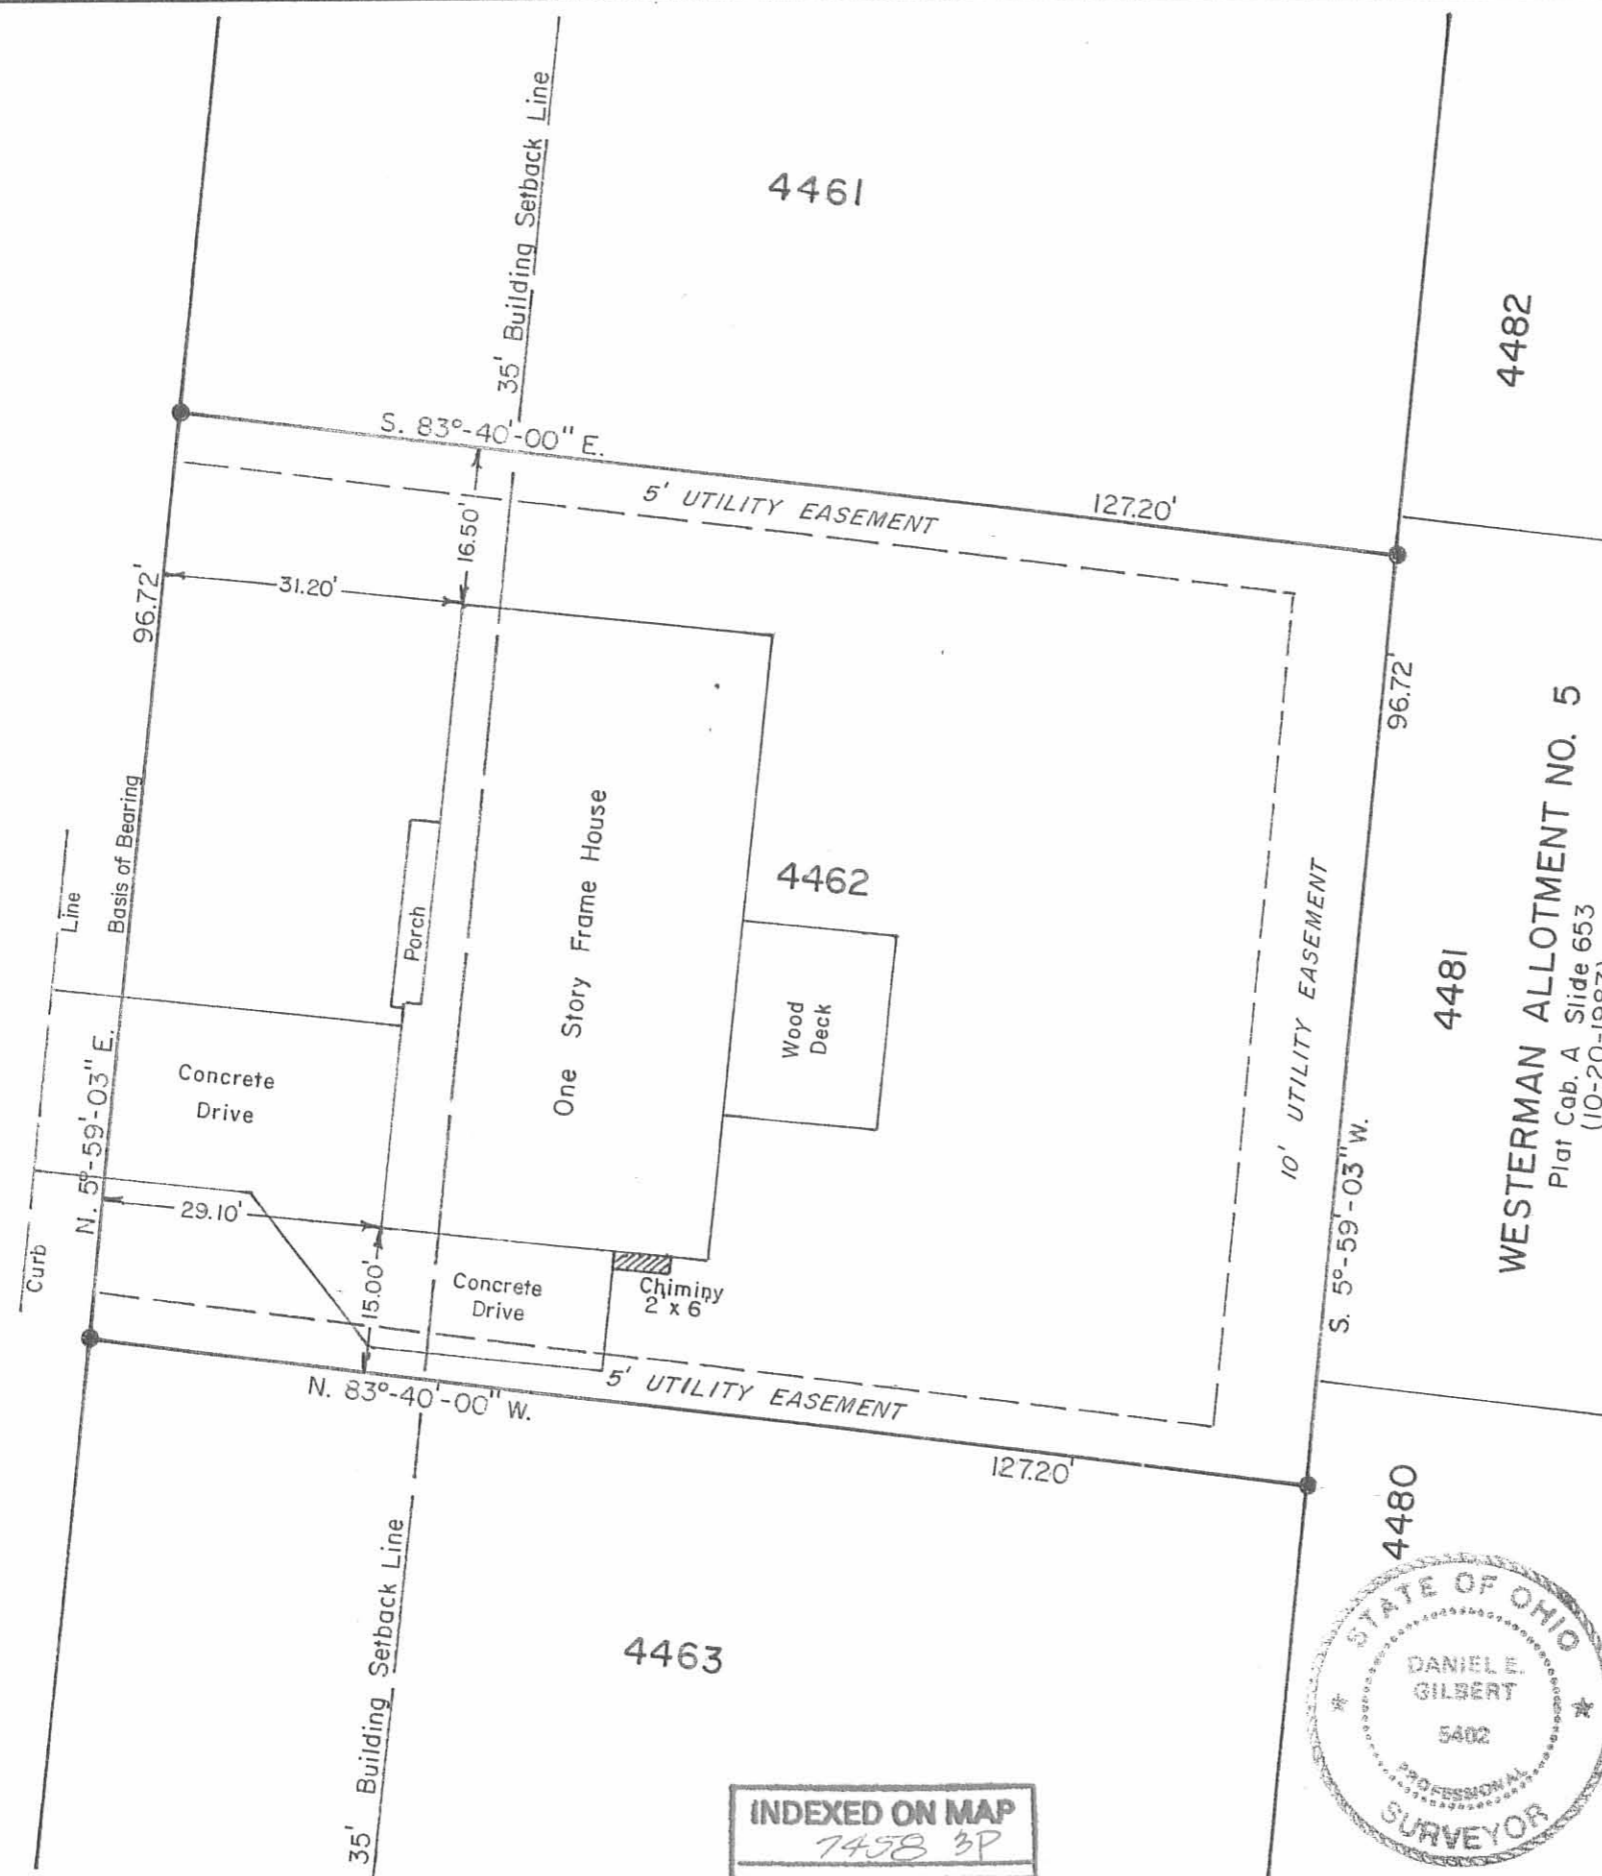 35' Building Setback Line
4461
4482
S. 83°-40'-00" E.
5' UTILITY EASEMENT
127.20'
16.50'
31.20'
96.72'
96.72'
Basis of Bearing
Line
One Story Frame House
4462
Porch
Wood
Deck
10' UTILITY EASEMENT
4481
WESTERMAN ALLOTMENT NO. 5
Plat Cab. A Slide 653
(10-20-1987)
Concrete
Drive
N. 5°-59'-03" E.
S. 5°-59'-03" W.
29.10'
Curb
15.00'
Concrete
Drive
Chiminy
2' x 6'
N. 83°-40'-00" W.
5' UTILITY EASEMENT
127.20'
4480
35' Building Setback Line
4463
STATE OF OHIO
DANIEL E.
GILBERT
5402
PROFESSIONAL
SURVEYOR
INDEXED ON MAP
7458 3P